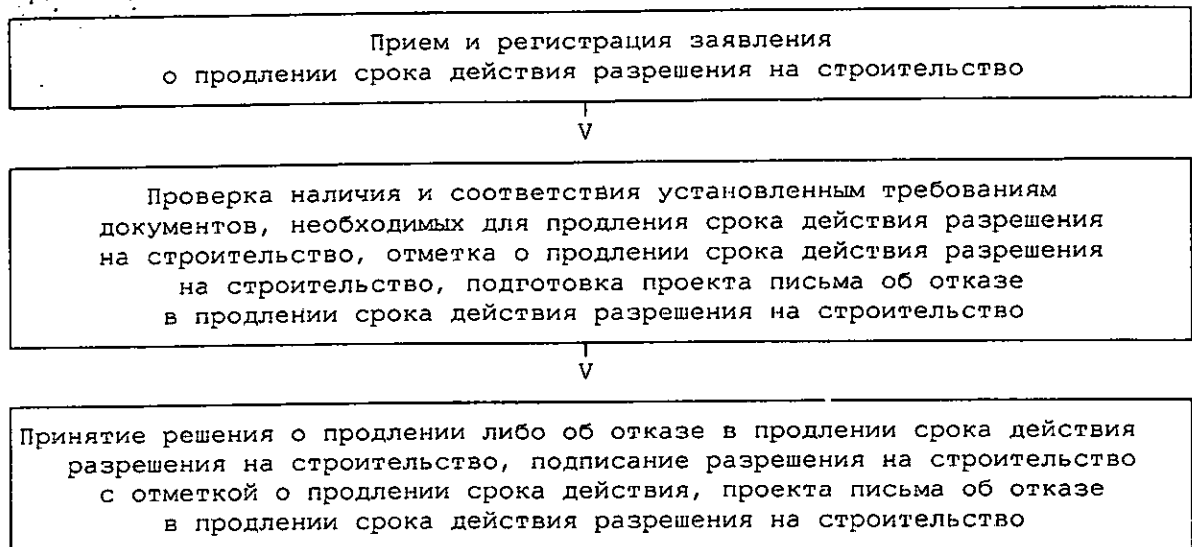 Прием и регистрация заявления
о продлении срока действия разрешения на строительство
V
Проверка наличия и соответствия установленным требованиям
документов, необходимых для продления срока действия разрешения
на строительство, отметка о продлении срока действия разрешения
на строительство, подготовка проекта письма об отказе
в продлении срока действия разрешения на строительство
V
Принятие решения о продлении либо об отказе в продлении срока действия
разрешения на строительство, подписание разрешения на строительство
с отметкой о продлении срока действия, проекта письма об отказе
в продлении срока действия разрешения на строительство